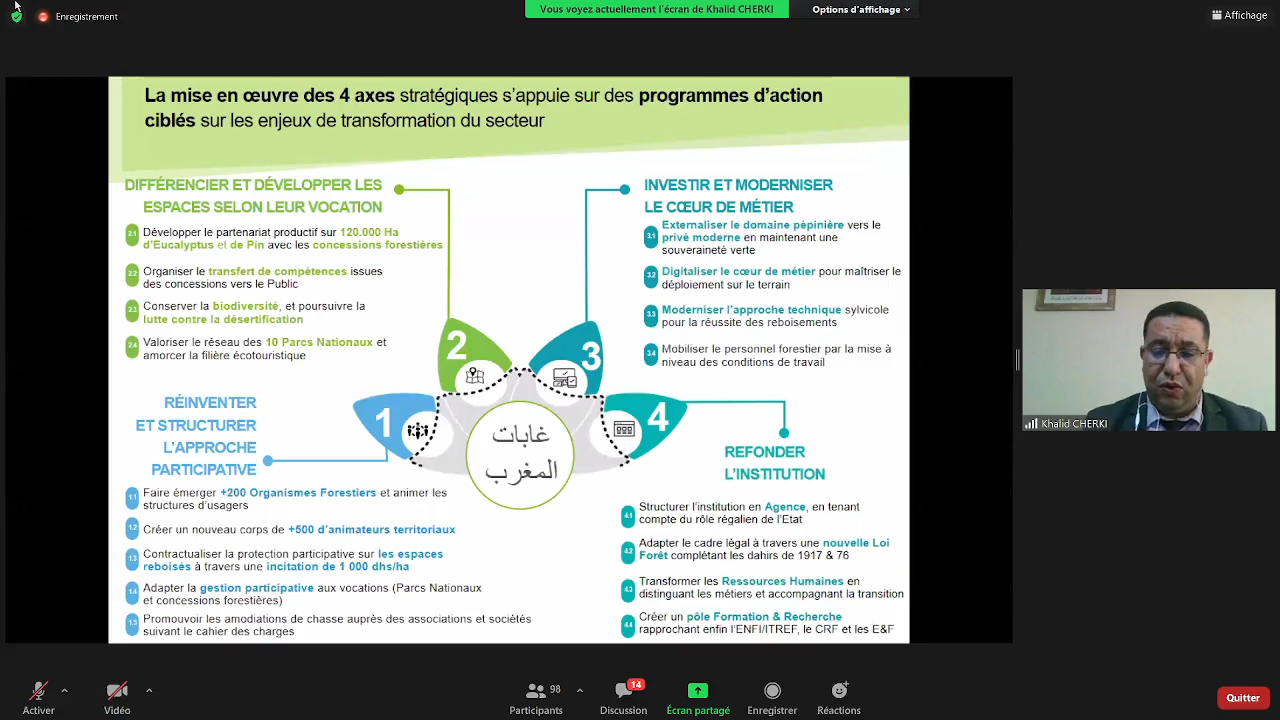 Enregistrement
Vous voyez actuellement l'écran de Khalid CHERKI
Options d'affichage
Affichage
La mise en œuvre des 4 axes stratégiques s'appuie sur des programmes d'action
ciblés sur les enjeux de transformation du secteur
DIFFÉRENCIER ET DÉVELOPPER LES
ESPACES SELON LEUR VOCATION
2.1 Développer le partenariat productif sur 120.000 Ha
d'Eucalyptus et de Pin avec les concessions forestières
2.2 Organiser le transfert de compétences issues
des concessions vers le Public
2.3 Conserver la biodiversité, et poursuivre la
lutte contre la désertification
2.4 Valoriser le réseau des 10 Parcs Nationaux et
amorcer la filière écotouristique
INVESTIR ET MODERNISER
LE CŒUR DE MÉTIER
3.1 Externaliser le domaine pépinière vers le
privé moderne en maintenant une
souveraineté verte
3.2 Digitaliser le cœur de métier pour maîtriser le
déploiement sur le terrain
3.3 Moderniser l'approche technique sylvicole
pour la réussite des reboisements
3.4 Mobiliser le personnel forestier par la mise à
niveau des conditions de travail
2
3
1
4
غابات
المغرب
RÉINVENTER
ET STRUCTURER
L'APPROCHE
PARTICIPATIVE
1.1 Faire émerger +200 Organismes Forestiers et animer les
structures d'usagers
1.2 Créer un nouveau corps de +500 d'animateurs territoriaux
1.3 Contractualiser la protection participative sur les espaces
reboisés à travers une incitation de 1 000 dhs/ha
1.4 Adapter la gestion participative aux vocations (Parcs Nationaux
et concessions forestières)
1.5 Promouvoir les amodiations de chasse auprès des associations et sociétés
suivant le cahier des charges
REFONDER
L'INSTITUTION
4.1 Structurer l'institution en Agence, en tenant
compte du rôle régalien de l'Etat
4.2 Adapter le cadre légal à travers une nouvelle Loi
Forêt complétant les dahirs de 1917 & 76
4.3 Transformer les Ressources Humaines en
distinguant les métiers et accompagnant la transition
4.4 Créer un pôle Formation & Recherche
rapprochant enfin l'ENFI/ITREF, le CRF et les E&F
Khalid CHERKI
Activer
Vidéo
98
Participants
14
Discussion
Écran partagé
Enregistrer
Réactions
Quitter